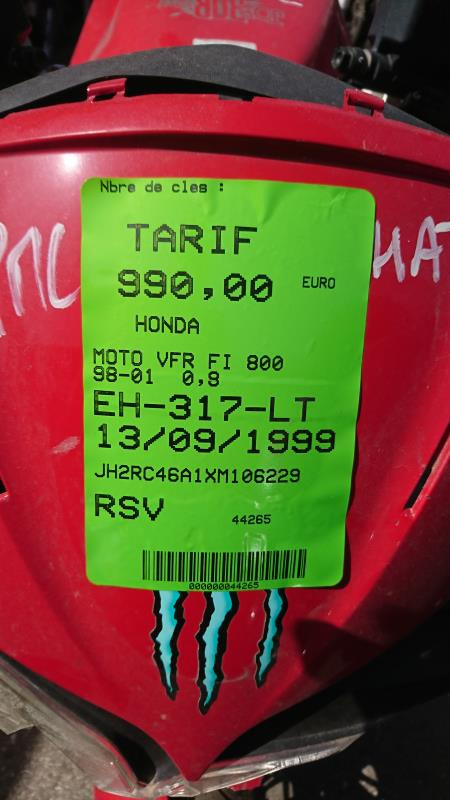 Nbre de cles :
TARIF
990,00 EURO
HONDA
MOTO VFR FI 800
98-01 0,8
EH-317-LT
13/09/1999
JH2RC46A1XM106229
RSV
44265
000000044265